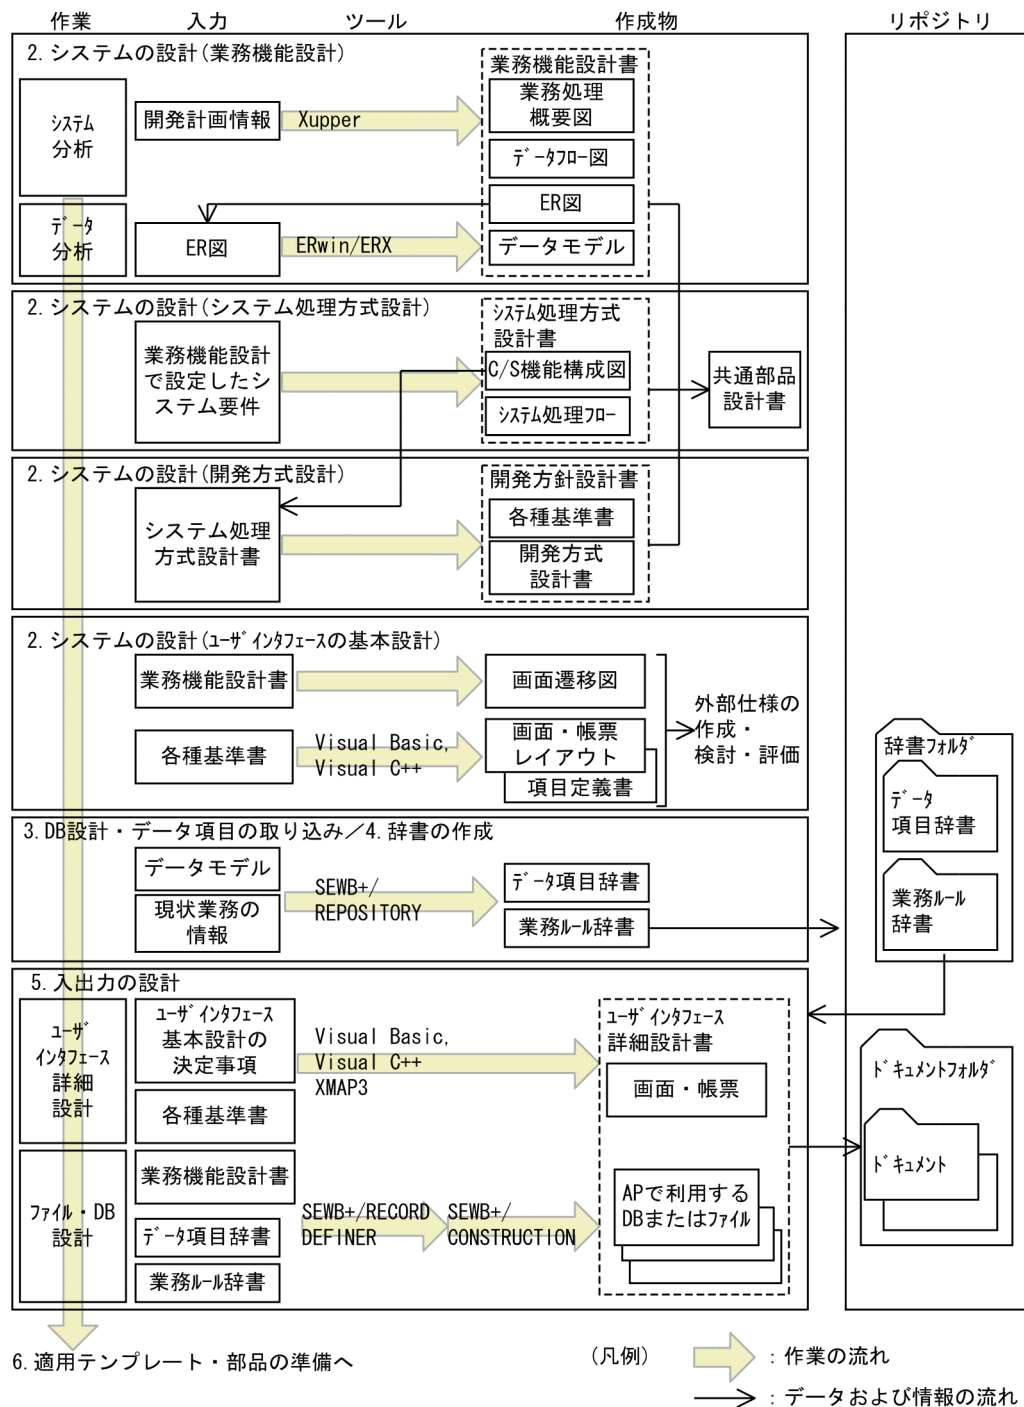 作業 入力 ツール 作成物 リポジトリ
2. システムの設計(業務機能設計)
システム
分析
開発計画情報
Xupper
業務機能設計書
業務処理
概要図
データフロー図
ER図
データ
分析
ER図
ERwin/ERX
データモデル
2. システムの設計(システム処理方式設計)
業務機能設計
で設定したシ
ステム要件
システム処理方式
設計書
C/S機能構成図
システム処理フロー
共通部品
設計書
2. システムの設計(開発方式設計)
システム処理
方式設計書
開発方針設計書
各種基準書
開発方式
設計書
2. システムの設計(ユーザインタフェースの基本設計)
業務機能設計書
画面遷移図
各種基準書
Visual Basic,
Visual C++
画面・帳票
レイアウト
項目定義書
外部仕様の
作成・
検討・評価
3. DB設計・データ項目の取り込み／4. 辞書の作成
データモデル
現状業務の
情報
SEWB+/
REPOSITORY
データ項目辞書
業務ルール辞書
辞書フォルダ
データ
項目辞書
業務ルール
辞書
5. 入出力の設計
ユーザ
インタフェース
詳細
設計
ユーザインタフェース
基本設計の
決定事項
各種基準書
Visual Basic,
Visual C++
XMAP3
ユーザインタフェース
詳細設計書
画面・帳票
ファイル・DB
設計
業務機能設計書
データ項目辞書
業務ルール辞書
SEWB+/RECORD
DEFINER
SEWB+/
CONSTRUCTION
APで利用する
DBまたはファイル
ドキュメントフォルダ
ドキュメント
6. 適用テンプレート・部品の準備へ
(凡例)
：作業の流れ
：データおよび情報の流れ